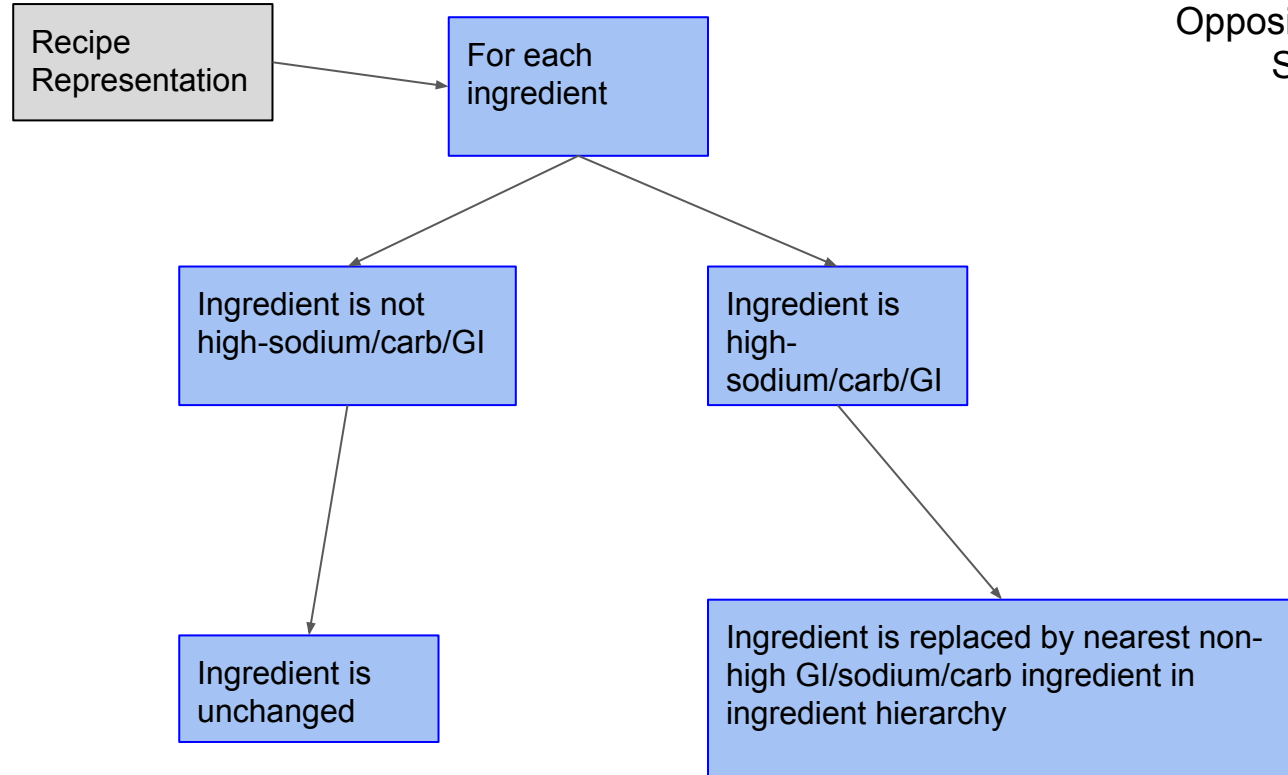 Recipe
Representation
For each
ingredient
Ingredient is not
high-sodium/carb/GI
Ingredient is
high-
sodium/carb/GI
Ingredient is
unchanged
Ingredient is replaced by nearest non-
high GI/sodium/carb ingredient in
ingredient hierarchy